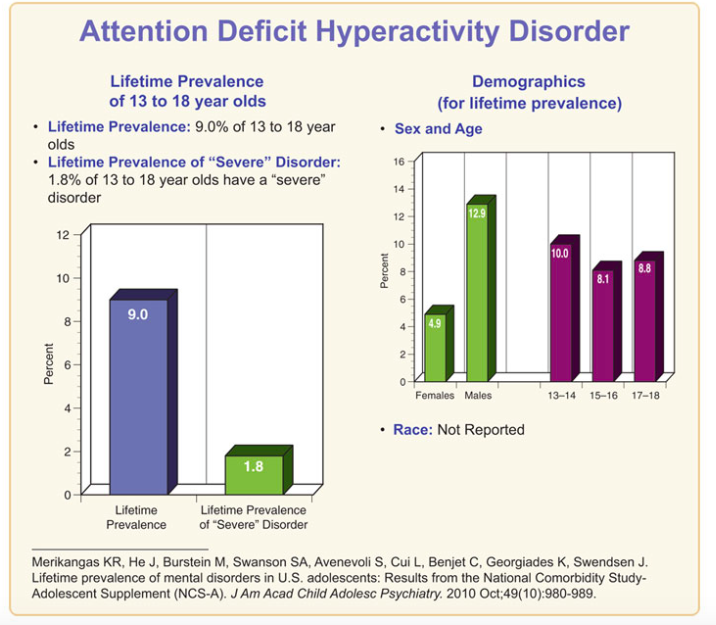 Attention Deficit Hyperactivity Disorder
Lifetime Prevalence
of 13 to 18 year olds
• Lifetime Prevalence: 9.0% of 13 to 18 year
olds
• Lifetime Prevalence of “Severe” Disorder:
1.8% of 13 to 18 year olds have a “severe”
disorder
Percent
12
10
8
6
4
2
0
9.0
1.8
Lifetime
Prevalence
Lifetime Prevalence
of “Severe” Disorder
Demographics
(for lifetime prevalence)
• Sex and Age
Percent
16
14
12
10
8
6
4
2
0
4.9
12.9
10.0
8.1
8.8
Females Males 13–14 15–16 17–18
• Race: Not Reported
Merikangas KR, He J, Burstein M, Swanson SA, Avenevoli S, Cui L, Benjet C, Georgiades K, Swendsen J.
Lifetime prevalence of mental disorders in U.S. adolescents: Results from the National Comorbidity Study-
Adolescent Supplement (NCS-A). J Am Acad Child Adolesc Psychiatry. 2010 Oct;49(10):980-989.